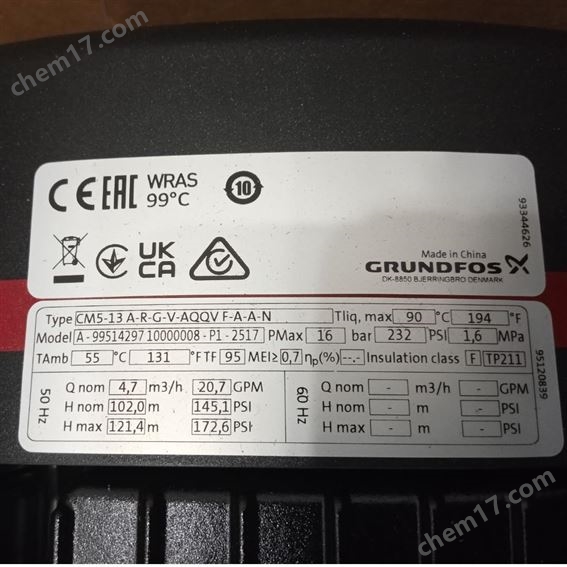 chem17.com
CE EAC WRAS
99°C
10
UK
CA
93344626
Made in China
GRUNDFOS X
DK-8850 BJERRINGBRO DENMARK
Type CM5-13 A-R-G-V-AQQV F-A-A-N Tliq, max 90 °C 194 °F
Model A-99514297 10000008-P1-2517 PMax 16 bar 232 PSI 1,6 MPa
TAmb 55 °C 131 °F TF 95 MEI≥ 0,7 ηp(%) --.- Insulation class F TP211
50 Hz
Q nom 4,7 m3/h 20,7 GPM
H nom 102,0 m 145,1 PSI
H max 121,4 m 172,6 PSI
60 Hz
Q nom - m3/h - GPM
H nom - m - PSI
H max - m - PSI
95120839
chem17.com
chem17.com